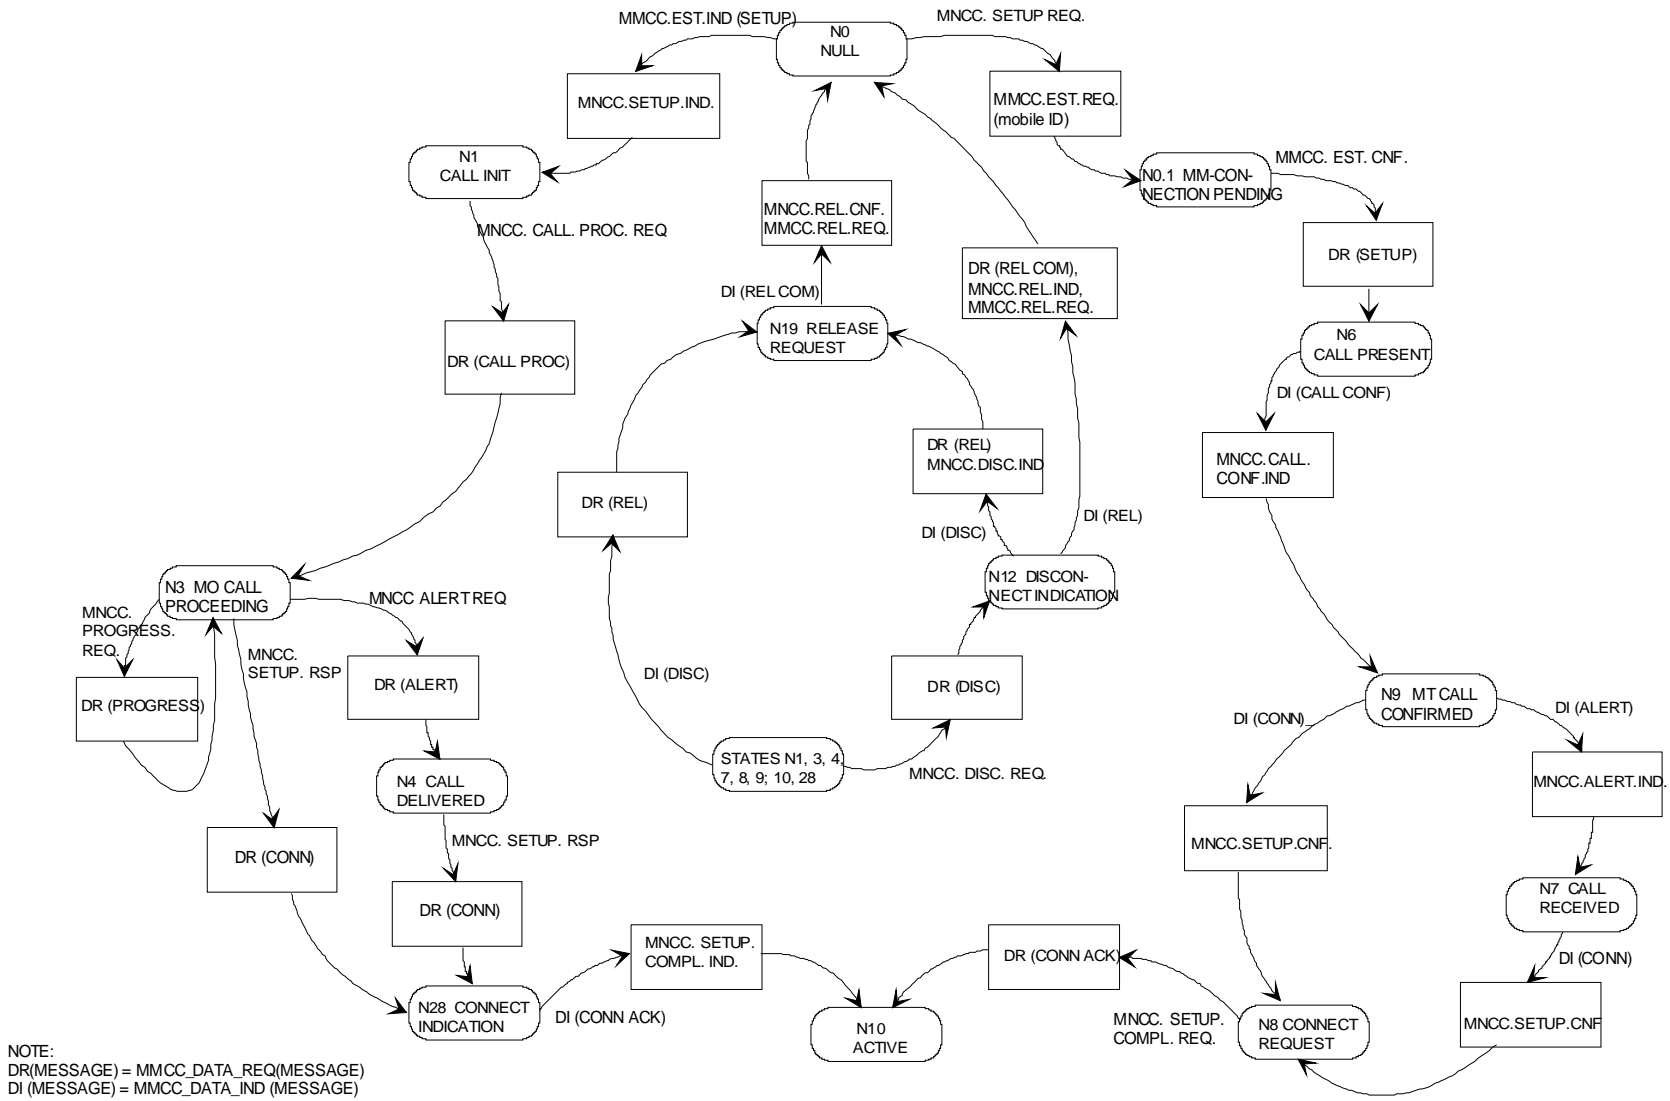 MMCC.EST.IND (SETUP)
N0
NULL
MNCC. SETUP REQ.
MNCC.SETUP.IND.
MMCC.EST.REQ.
(mobile ID)
N1
CALL INIT
MMCC. EST. CNF.
N0.1 MM-CON-
NECTION PENDING
MNCC.REL.CNF.
MMCC.REL.REQ.
MNCC. CALL. PROC. REQ
DR (SETUP)
DR (REL COM),
MNCC.REL.IND,
MMCC.REL.REQ.
DI (REL COM)
N19 RELEASE
REQUEST
N6
CALL PRESENT
DR (CALL PROC)
DI (CALL CONF)
DR (REL)
MNCC.DISC.IND
MNCC.CALL.
CONF.IND
DR (REL)
DI (REL)
DI (DISC)
N12 DISCON-
NECT INDICATION
N3 MO CALL
PROCEEDING
MNCC ALERT REQ
MNCC.
PROGRESS.
REQ.
MNCC.
SETUP. RSP
DR (ALERT)
DI (DISC)
DR (DISC)
DR (PROGRESS)
N9 MT CALL
CONFIRMED
DI (CONN)
DI (ALERT)
STATES N1, 3, 4,
7, 8, 9; 10, 28
MNCC. DISC. REQ.
N4 CALL
DELIVERED
MNCC.ALERT.IND.
MNCC. SETUP. RSP
MNCC.SETUP.CNF.
DR (CONN)
N7 CALL
RECEIVED
DR (CONN)
MNCC. SETUP.
COMPL. IND.
DR (CONN ACK)
DI (CONN)
N28 CONNECT
INDICATION
DI (CONN ACK)
N10
ACTIVE
MNCC. SETUP.
COMPL. REQ.
N8 CONNECT
REQUEST
MNCC.SETUP.CNF
NOTE:
DR(MESSAGE) = MMCC_DATA_REQ(MESSAGE)
DI (MESSAGE) = MMCC_DATA_IND (MESSAGE)